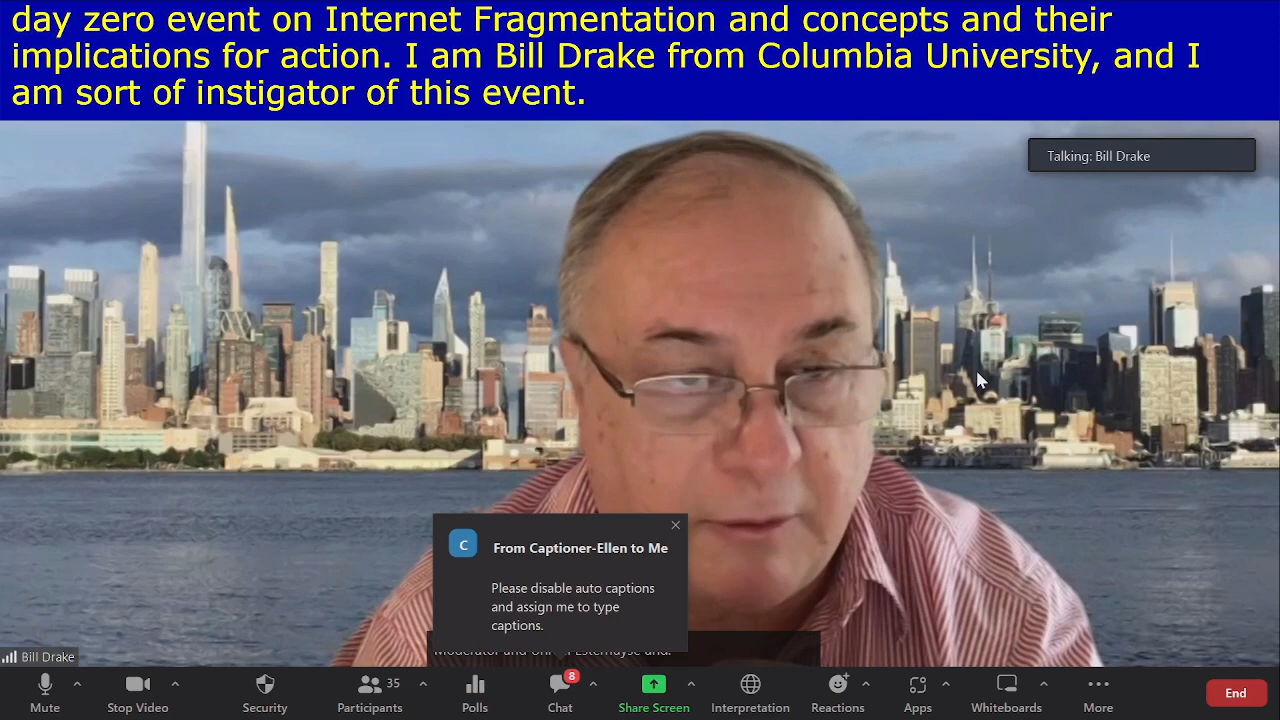 day zero event on Internet Fragmentation and concepts and their
implications for action. I am Bill Drake from Columbia University, and I
am sort of instigator of this event.
Talking: Bill Drake
C
From Captioner-Ellen to Me
Please disable auto captions
and assign me to type
captions.
Moderator and
Bill Drake
8
35
Mute
Stop Video
Security
Participants
Polls
Chat
Share Screen
Interpretation
Reactions
Apps
Whiteboards
More
End